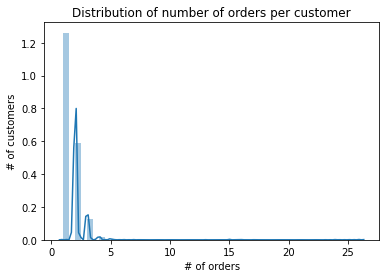 Distribution of number of orders per customer
1.2
1.0
0.8
0.6
0.4
0.2
0.0
# of customers
0 5 10 15 20 25
# of orders